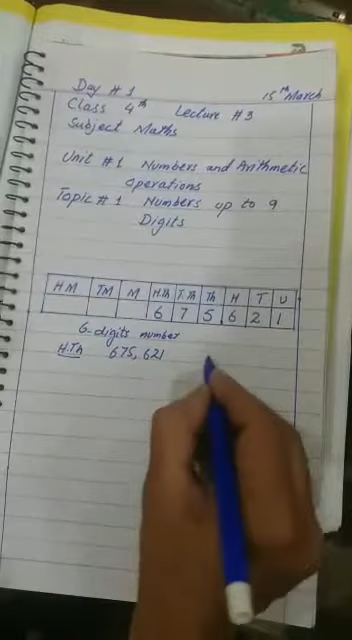 Day # 1 15th March
Class 4th Lecture # 3
Subject Maths
Unit #1 Numbers and Arithmetic
Operations
Topic #1 Numbers up to 9
Digits
HM TM M H.Th T.Th Th H T U
6 7 5 6 2 1
6-digits number
H.Th 675,621